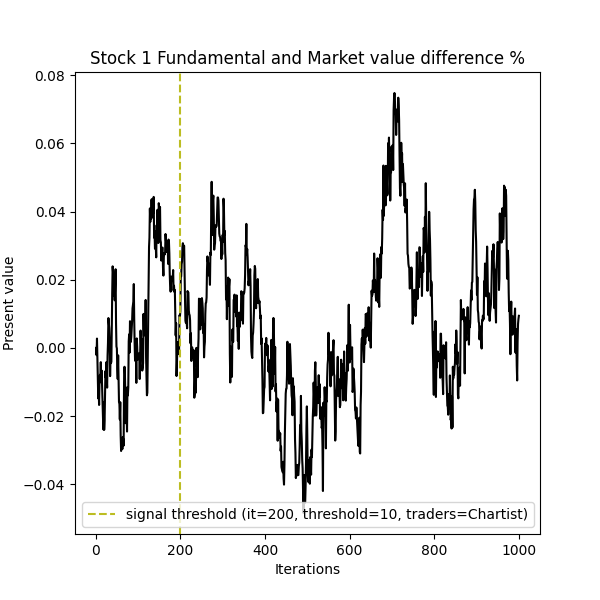 Stock 1 Fundamental and Market value difference %
0.08
0.06
0.04
0.02
0.00
−0.02
−0.04
Present value
signal threshold (it=200, threshold=10, traders=Chartist)
0 200 400 600 800 1000
Iterations